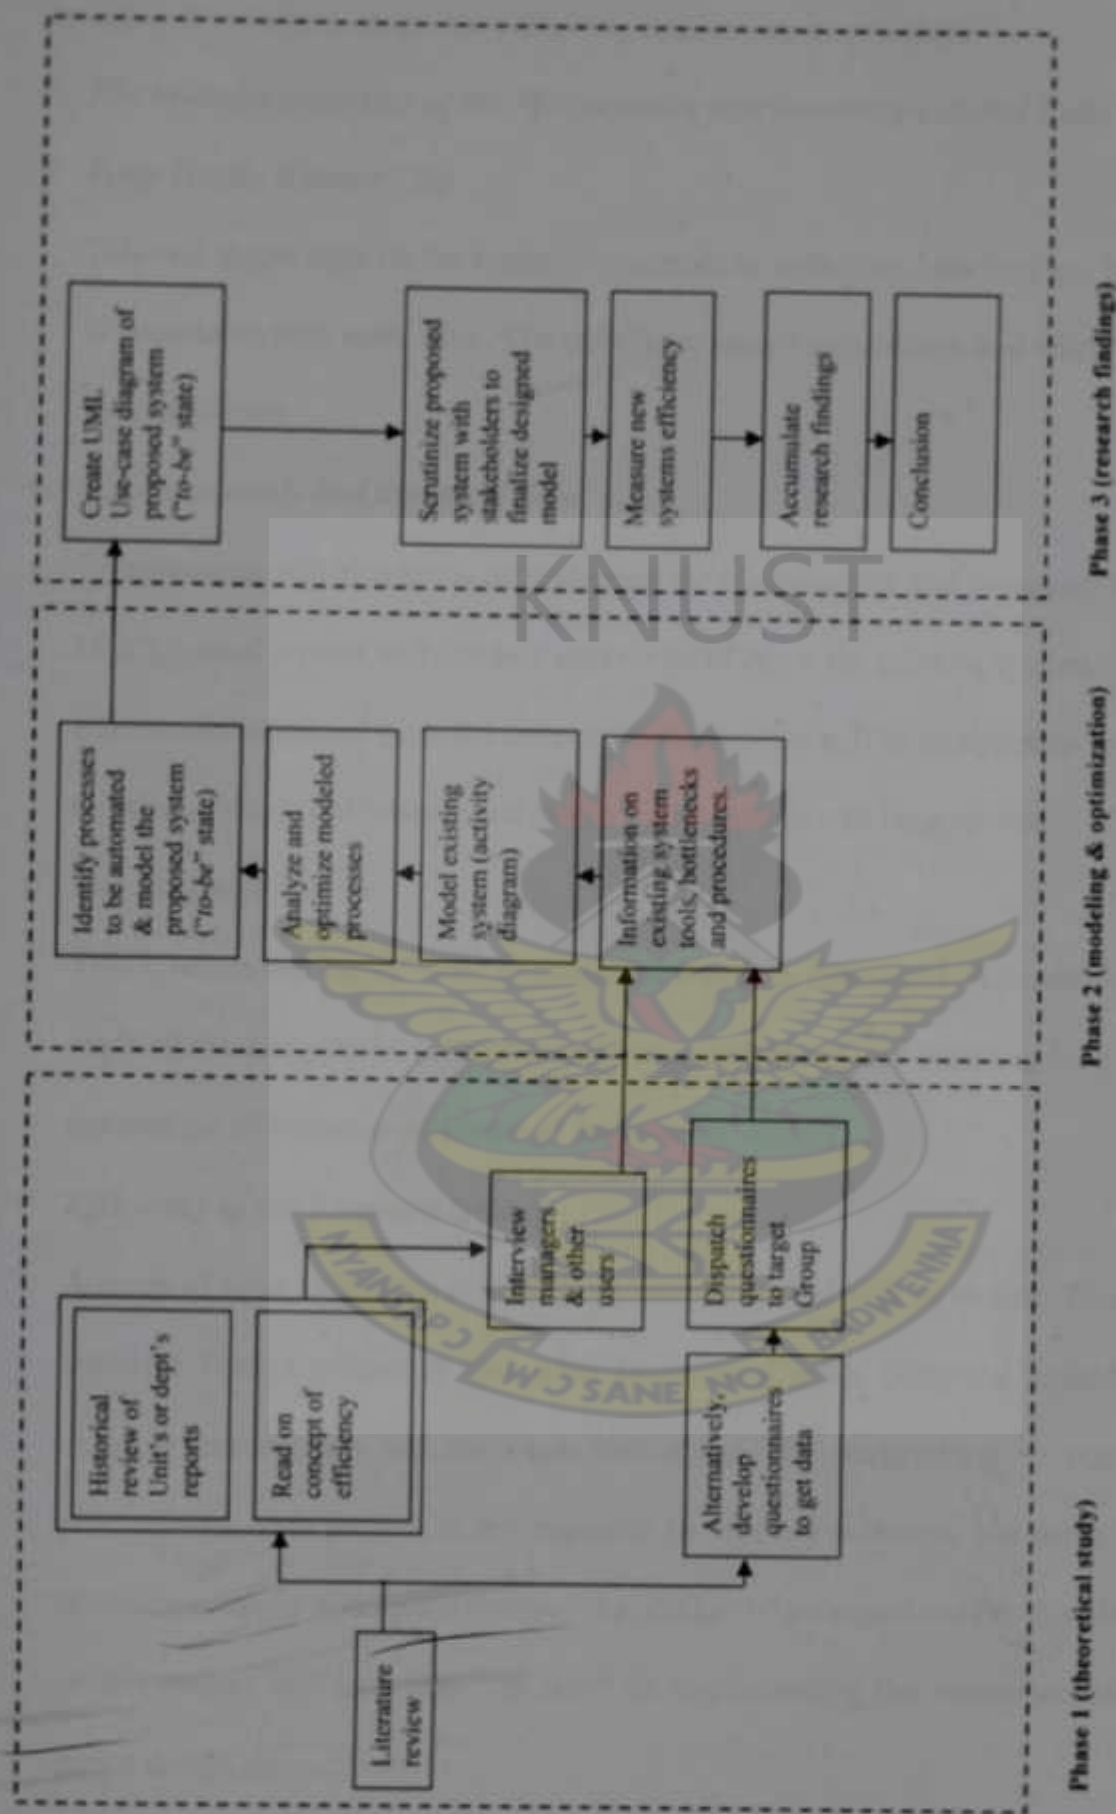 Literature
review
Historical
review of
Unit's or dept's
reports
Read on
concept of
efficiency
Alternatively,
develop
questionnaires
to get data
Interview
managers
& other
users
Dispatch
questionnaires
to target
Group
Phase 1 (theoretical study)
Identify processes
to be automated
& model the
proposed system
("to-be" state)
Analyze and
optimize modeled
processes
Model existing
system (activity
diagram)
Information on
existing system
tools, bottlenecks
and procedures.
Phase 2 (modeling & optimization)
Create UML
Use-case diagram of
proposed system
("to-be" state)
Scrutinize proposed
system with
stakeholders to
finalize designed
model
Measure new
systems efficiency
Accumulate
research findings
Conclusion
Phase 3 (research findings)
KNUST
W J SANE NO
BADWENMA